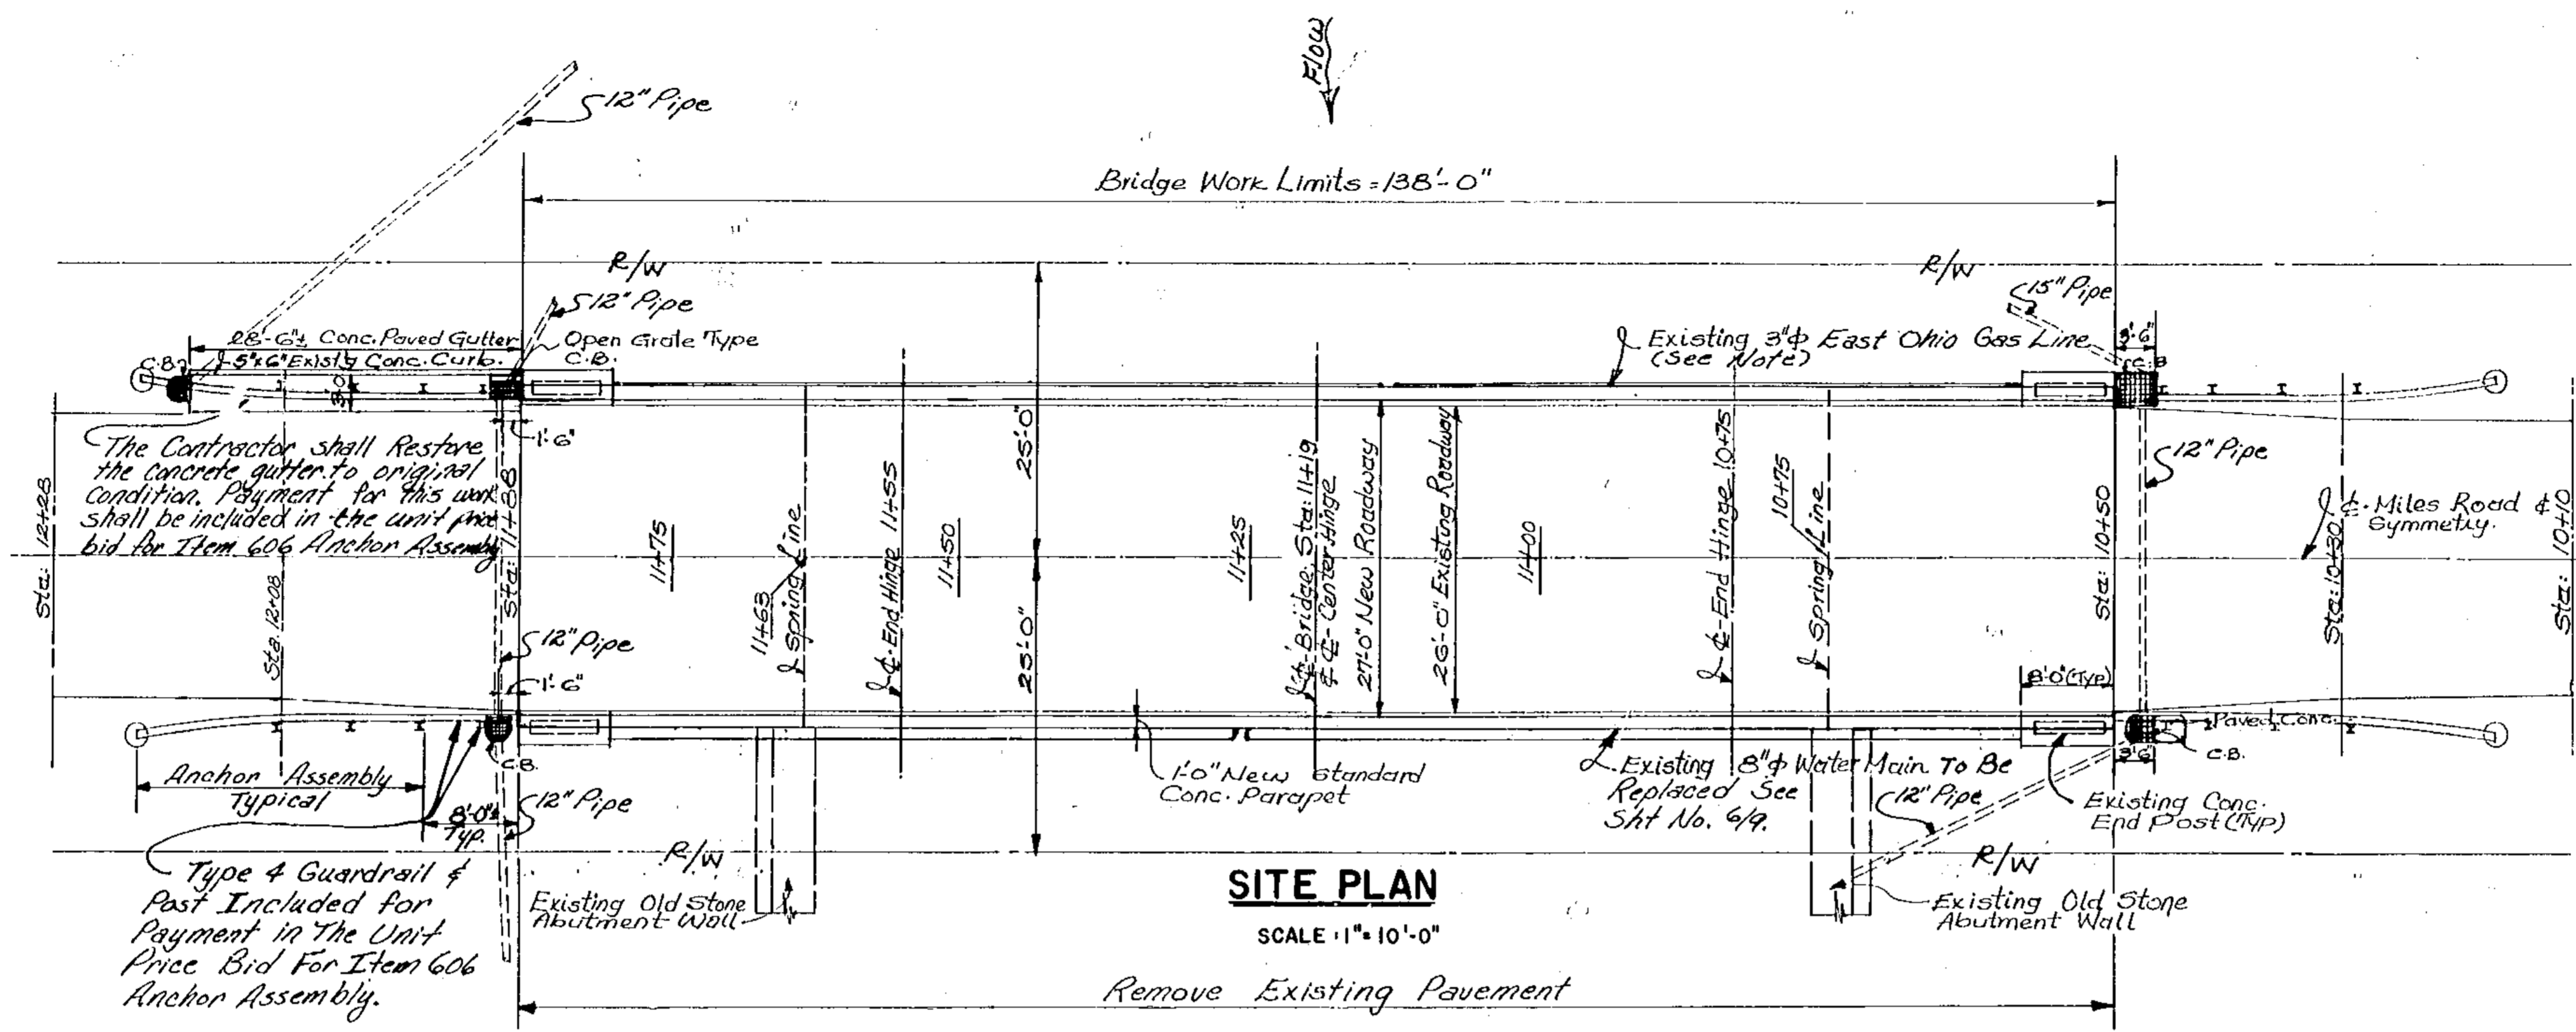 Flow
12" Pipe
Bridge Work Limits = 138'-0"
R/W
R/W
12" Pipe
15" Pipe
28'-6"± Conc. Paved Gutter
Open Grate Type
C.B.
5"x6" Exist'g Conc. Curb.
C.B.
3'-0
Existing 3"φ East Ohio Gas Line
(See Note)
3'-6"
C.B
1'-6"
The Contractor shall Restore
the concrete gutter to original
Condition. Payment for this work
shall be included in the unit price
bid for Item 606 Anchor Assembly
Sta: 12+28
Sta. 12+08
Sta: 11+88
11+75
11+63
Spring Line
℄ End Hinge 11+55
11+50
25'-0"
25'-0"
11+25
℄ Bridge, Sta: 11+19
& ℄ Center Hinge
27'-0" New Roadway
26'-0" Existing Roadway
11+00
℄ End Hinge 10+75
10+75
Spring Line
Sta: 10+50
12" Pipe
℄ Miles Road &
Symmetry.
Sta: 10+30
Sta: 10+10
12" Pipe
1'-6"
8'-0" (Typ)
Paved Conc.
C.B.
3'-6"
C.B.
Anchor Assembly
Typical
8'-0"±
Typ.
12" Pipe
1'-0" New Standard
Conc. Parapet
Existing 8"φ Water Main To Be
Replaced See
Sht No. 6/9.
12" Pipe
Existing Conc.
End Post (Typ)
R/W
R/W
Type 4 Guardrail &
Post Included for
Payment in The Unit
Price Bid For Item 606
Anchor Assembly.
Existing Old Stone
Abutment Wall
SITE PLAN
SCALE : 1" = 10'-0"
Existing Old Stone
Abutment Wall
Remove Existing Pavement